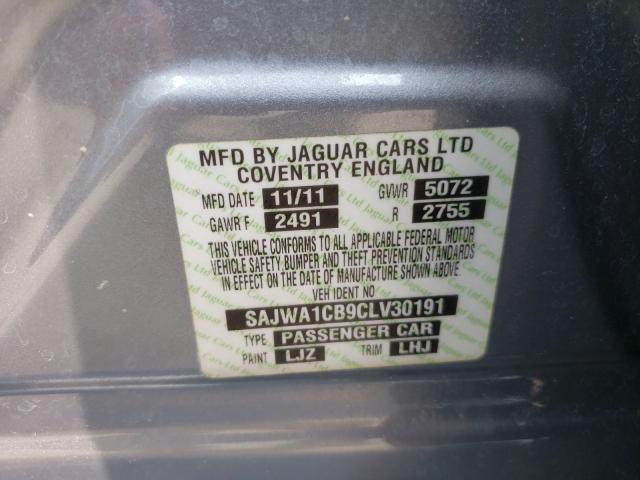 MFD BY JAGUAR CARS LTD
COVENTRY ENGLAND
MFD DATE 11/11 GVWR 5072
GAWR F 2491 R 2755
THIS VEHICLE CONFORMS TO ALL APPLICABLE FEDERAL MOTOR
VEHICLE SAFETY, BUMPER AND THEFT PREVENTION STANDARDS
IN EFFECT ON THE DATE OF MANUFACTURE SHOWN ABOVE
VEH IDENT NO
SAJWA1CB9CLV30191
TYPE PASSENGER CAR
PAINT LJZ TRIM LHJ